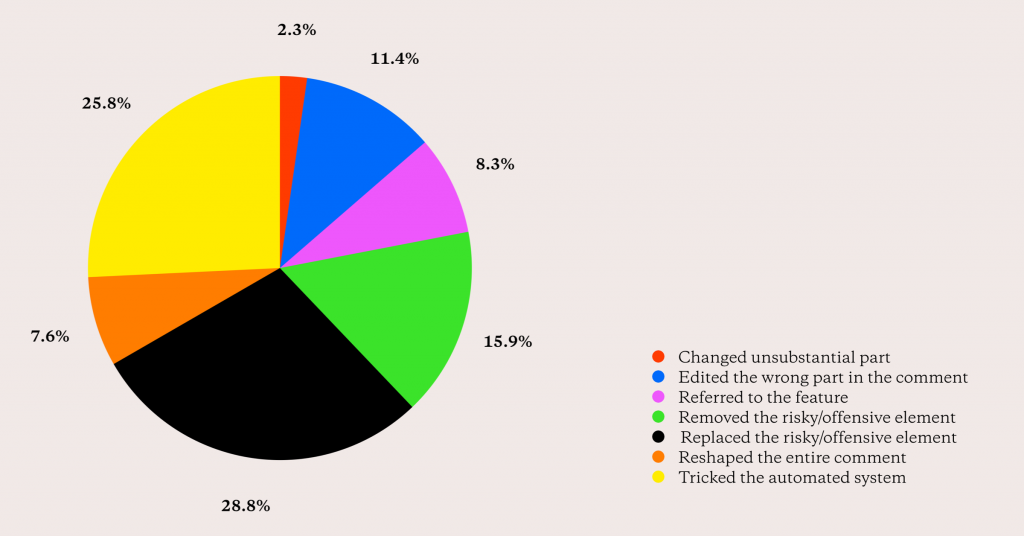 2.3%
11.4%
25.8%
8.3%
7.6%
15.9%
28.8%
Changed unsubstantial part
Edited the wrong part in the comment
Referred to the feature
Removed the risky/offensive element
Replaced the risky/offensive element
Reshaped the entire comment
Tricked the automated system